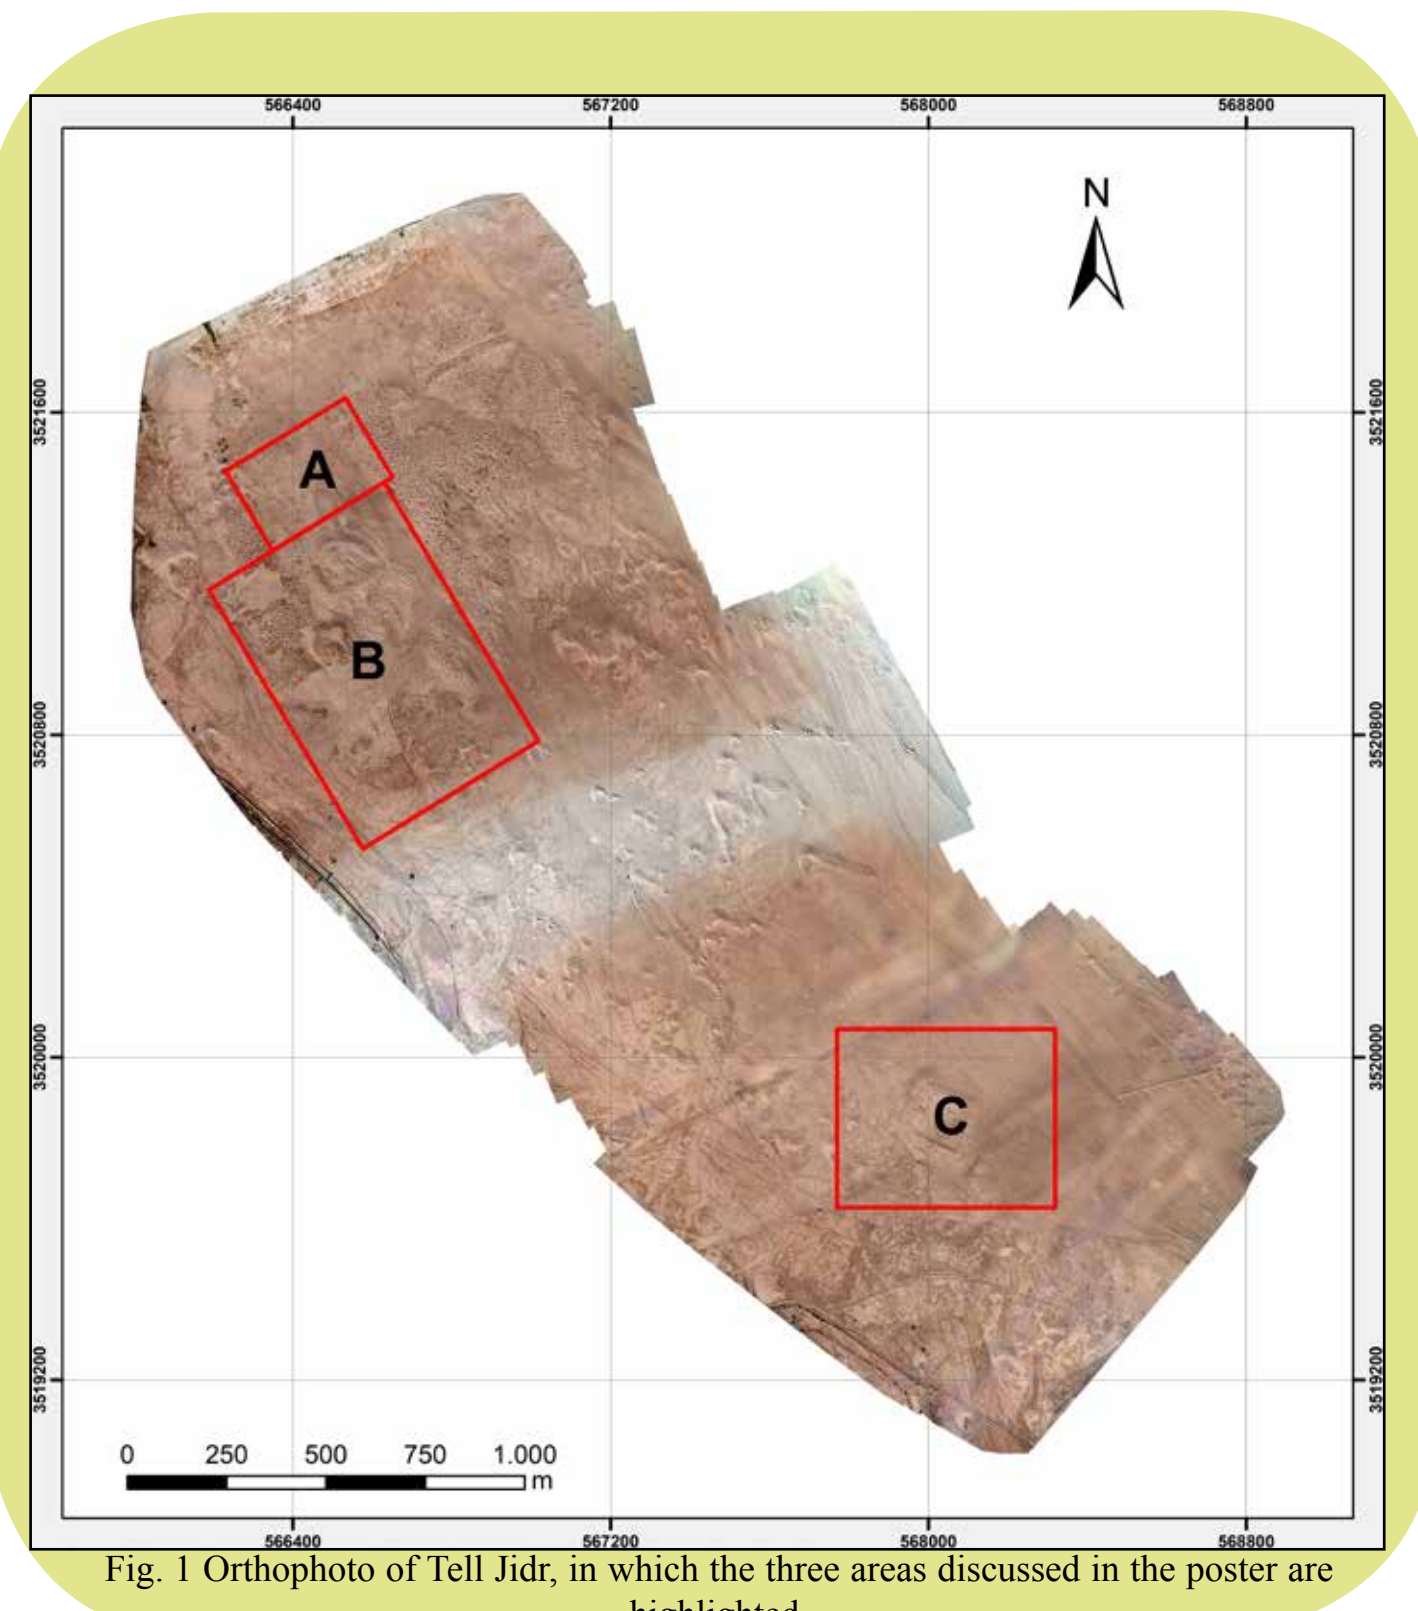 566400 567200 568000 568800
N
3521600 3521600
A
B
3520800 3520800
3520000 3520000
C
3519200 3519200
0 250 500 750 1.000
m
566400 567200 568000 568800
Fig. 1 Orthophoto of Tell Jidr, in which the three areas discussed in the poster are
highlighted